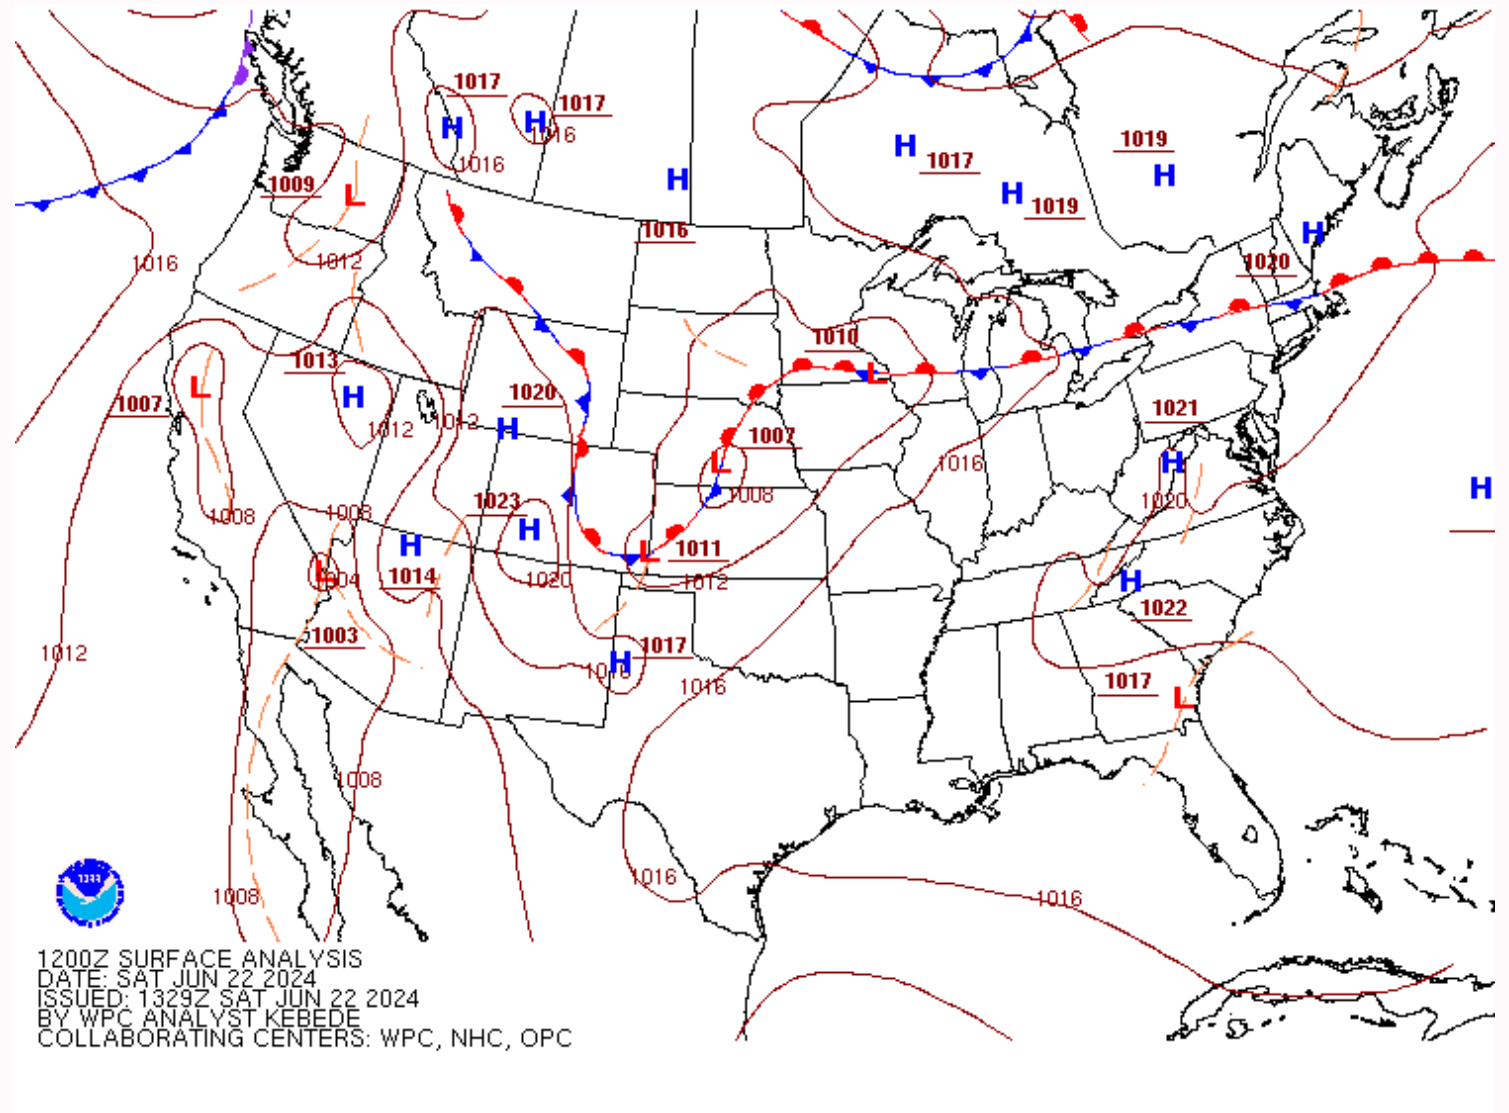 1017
1017
H
H
1016
1016
H
1017
H
1019
H
H
1019
1009
L
1016
H
1020
1016
1012
1013
H
1012
1012
1020
H
1010
L
1007
L
1008
1007
L
1008
1008
1016
1021
H
1020
H
1023
H
1020
H
1014
L
1004
1003
L
1011
1012
H
1022
1012
1017
H
1016
1017
L
1008
1016
1008
1016
1200Z SURFACE ANALYSIS
DATE: SAT JUN 22 2024
ISSUED: 1329Z SAT JUN 22 2024
BY WPC ANALYST KEBEDE
COLLABORATING CENTERS: WPC, NHC, OPC